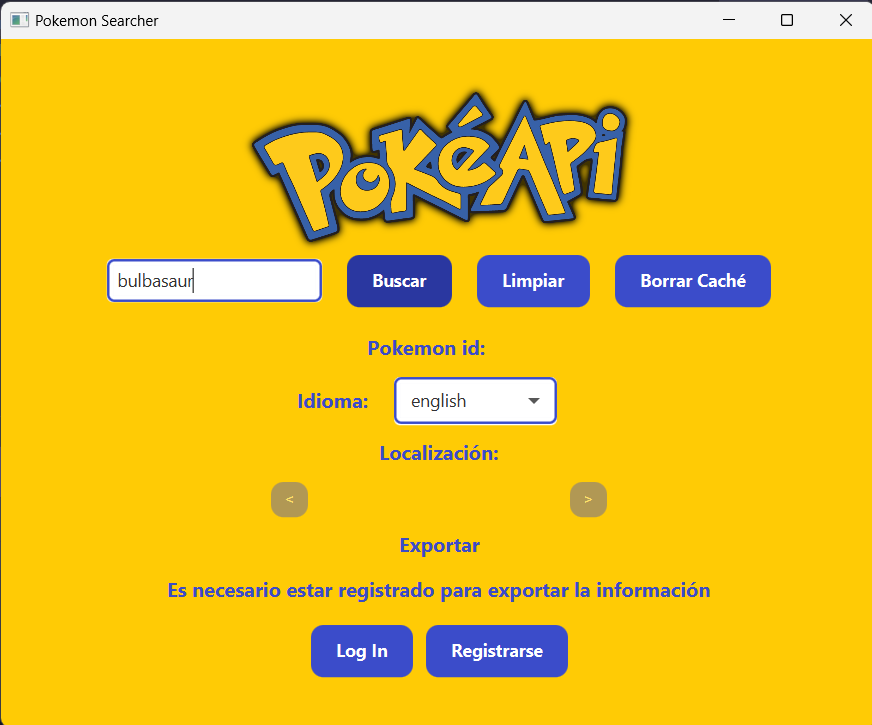 Pokemon Searcher
PokéApi
bulbasaur
Buscar
Limpiar
Borrar Caché
Pokemon id:
Idioma:
english
Localización:
<
>
Exportar
Es necesario estar registrado para exportar la información
Log In
Registrarse